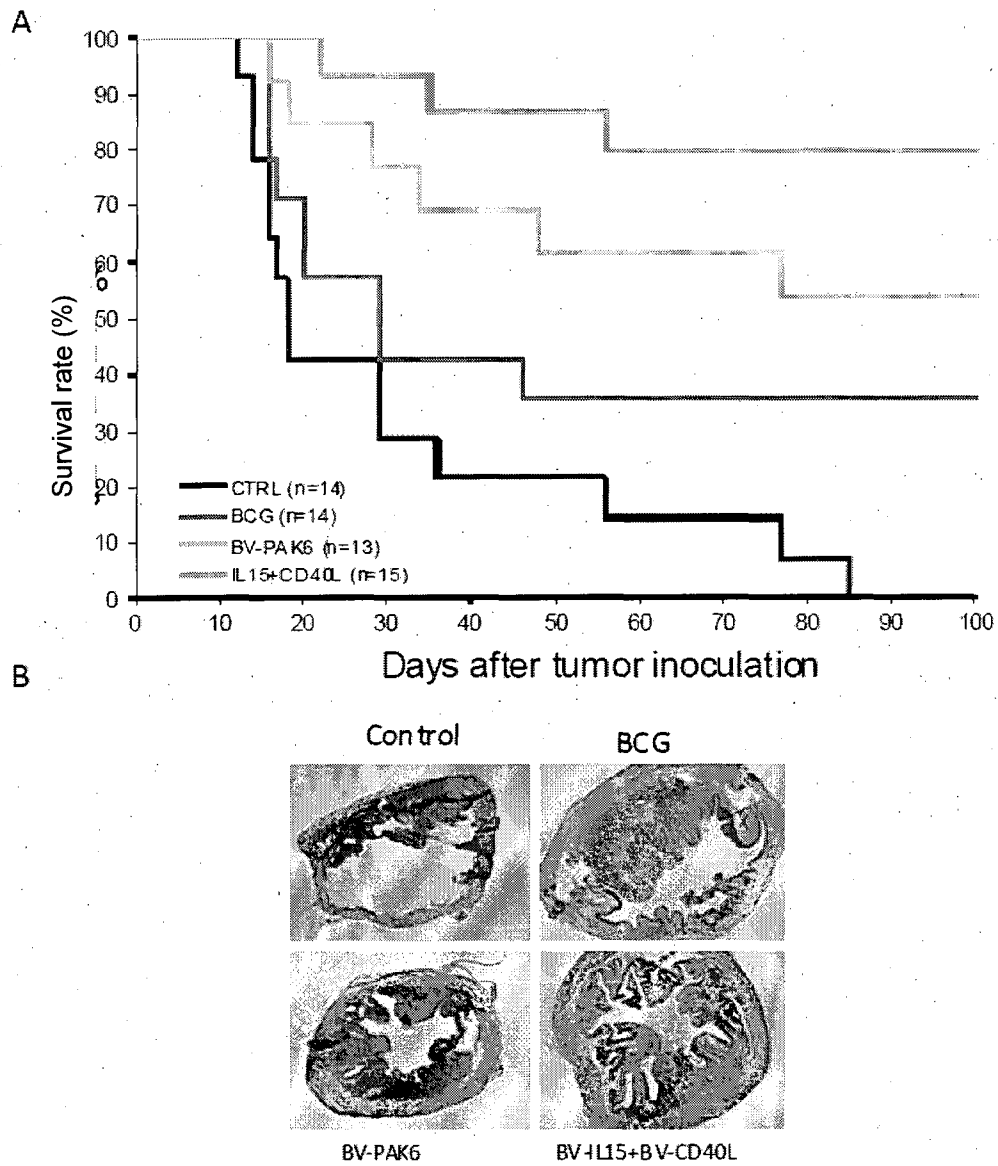 A
100
90
80
70
60
50
40
30
20
10
0
Survival rate (%)
CTRL (n=14)
BCG (n=14)
BV-PAK6 (n=13)
IL15+CD40L (n=15)
0 10 20 30 40 50 60 70 80 90 100
Days after tumor inoculation
B
Control BCG
BV-PAK6 BV-IL15+BV-CD40L